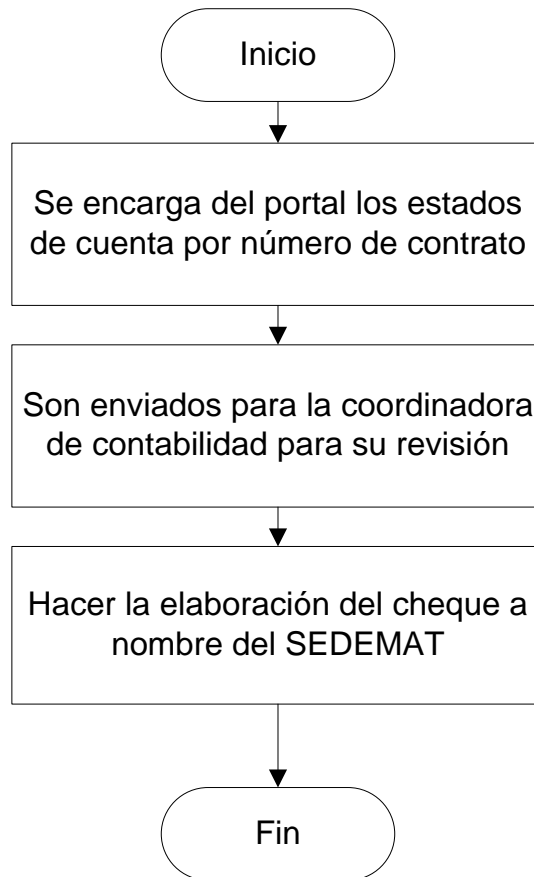 Inicio
Se encarga del portal los estados
de cuenta por número de contrato
Son enviados para la coordinadora
de contabilidad para su revisión
Hacer la elaboración del cheque a
nombre del SEDEMAT
Fin